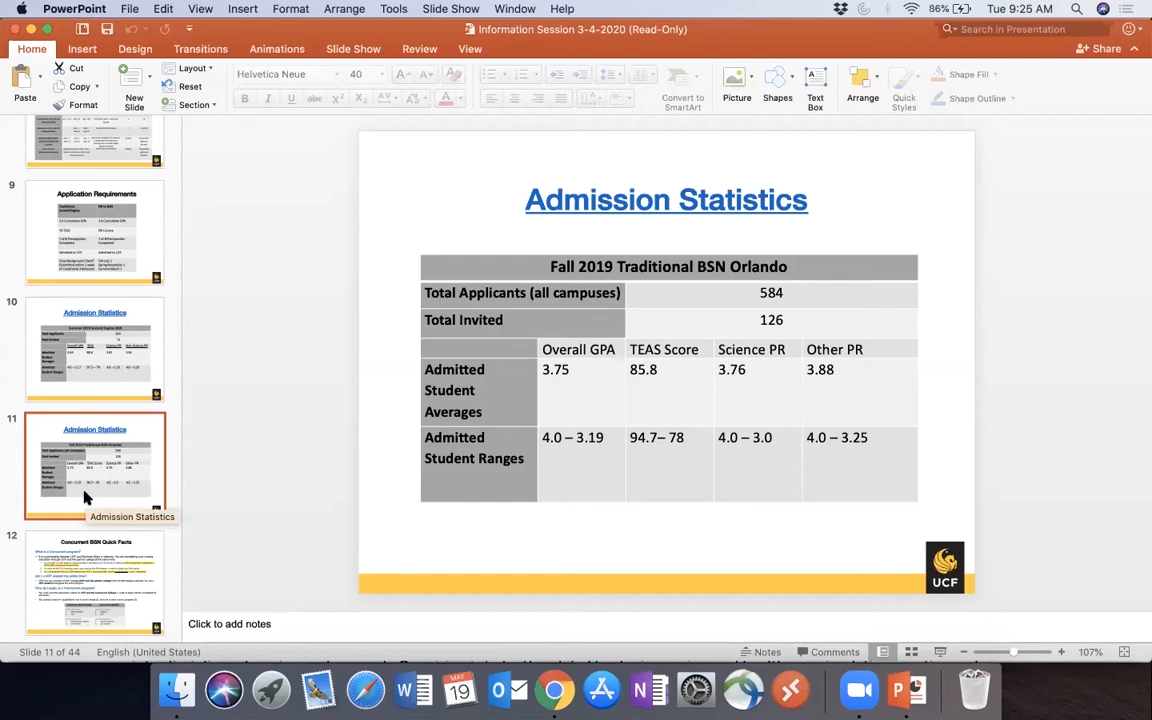 PowerPoint File Edit View Insert Format Arrange Tools Slide Show Window Help 86% Tue 9:25 AM
Information Session 3-4-2020 (Read-Only)
Search in Presentation
Home Insert Design Transitions Animations Slide Show Review View
Share
Paste
Cut
Copy
Format
New Slide
Layout
Reset
Section
Helvetica Neue 40
Convert to SmartArt
Picture
Shapes
Text Box
Arrange
Quick Styles
Shape Fill
Shape Outline
9
Application Requirements
10
Admission Statistics
11
Admission Statistics
Admission Statistics
12
Concurrent BSN Quick Facts
Admission Statistics
Fall 2019 Traditional BSN Orlando
Total Applicants (all campuses) 584
Total Invited 126
Overall GPA TEAS Score Science PR Other PR
Admitted Student Averages 3.75 85.8 3.76 3.88
Admitted Student Ranges 4.0 – 3.19 94.7– 78 4.0 – 3.0 4.0 – 3.25
UCF
Click to add notes
Slide 11 of 44 English (United States) Notes Comments 107%
MAY
19